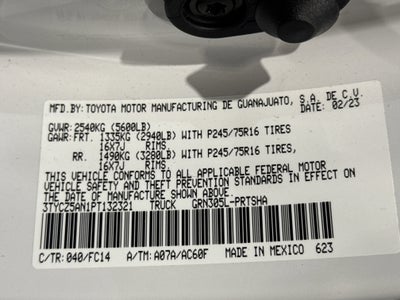 MFD.BY: TOYOTA MOTOR MANUFACTURING DE GUANAJUATO, S.A. DE C.V.
DATE: 02/23
GVWR: 2540KG (5600LB)
GAWR: FRT. 1335KG (2940LB) WITH P245/75R16 TIRES
16X7J RIMS,
RR. 1490KG (3280LB) WITH P245/75R16 TIRES,
16X7J RIMS.
THIS VEHICLE CONFORMS TO ALL APPLICABLE FEDERAL MOTOR
VEHICLE SAFETY AND THEFT PREVENTION STANDARDS IN EFFECT ON
THE DATE OF MANUFACTURE SHOWN ABOVE.
3TYCZ5AN1PT132321 TRUCK GRN305L-PRTSHA
C/TR: 040/FC14 A/TM: A07A/AC60F MADE IN MEXICO 623